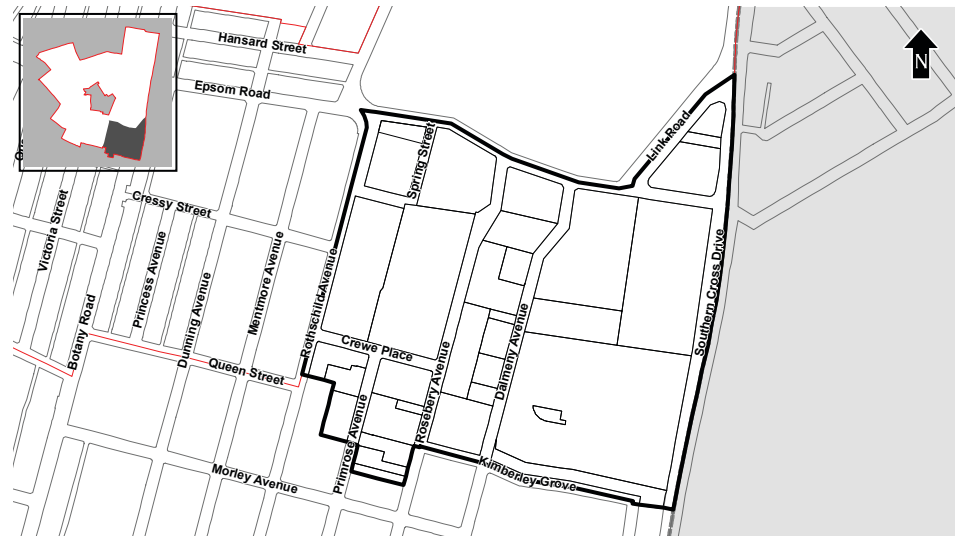 Hansard Street
N
Epsom Road
Link Road
Spring Street
Cressy Street
Victoria Street
Princess Avenue
Mentmore Avenue
Rothschild Avenue
Southern Cross Drive
Dunning Avenue
Botany Road
Crewe Place
Dalmeny Avenue
Queen Street
Rosebery Avenue
Primrose Avenue
Kimberley Grove
Morley Avenue